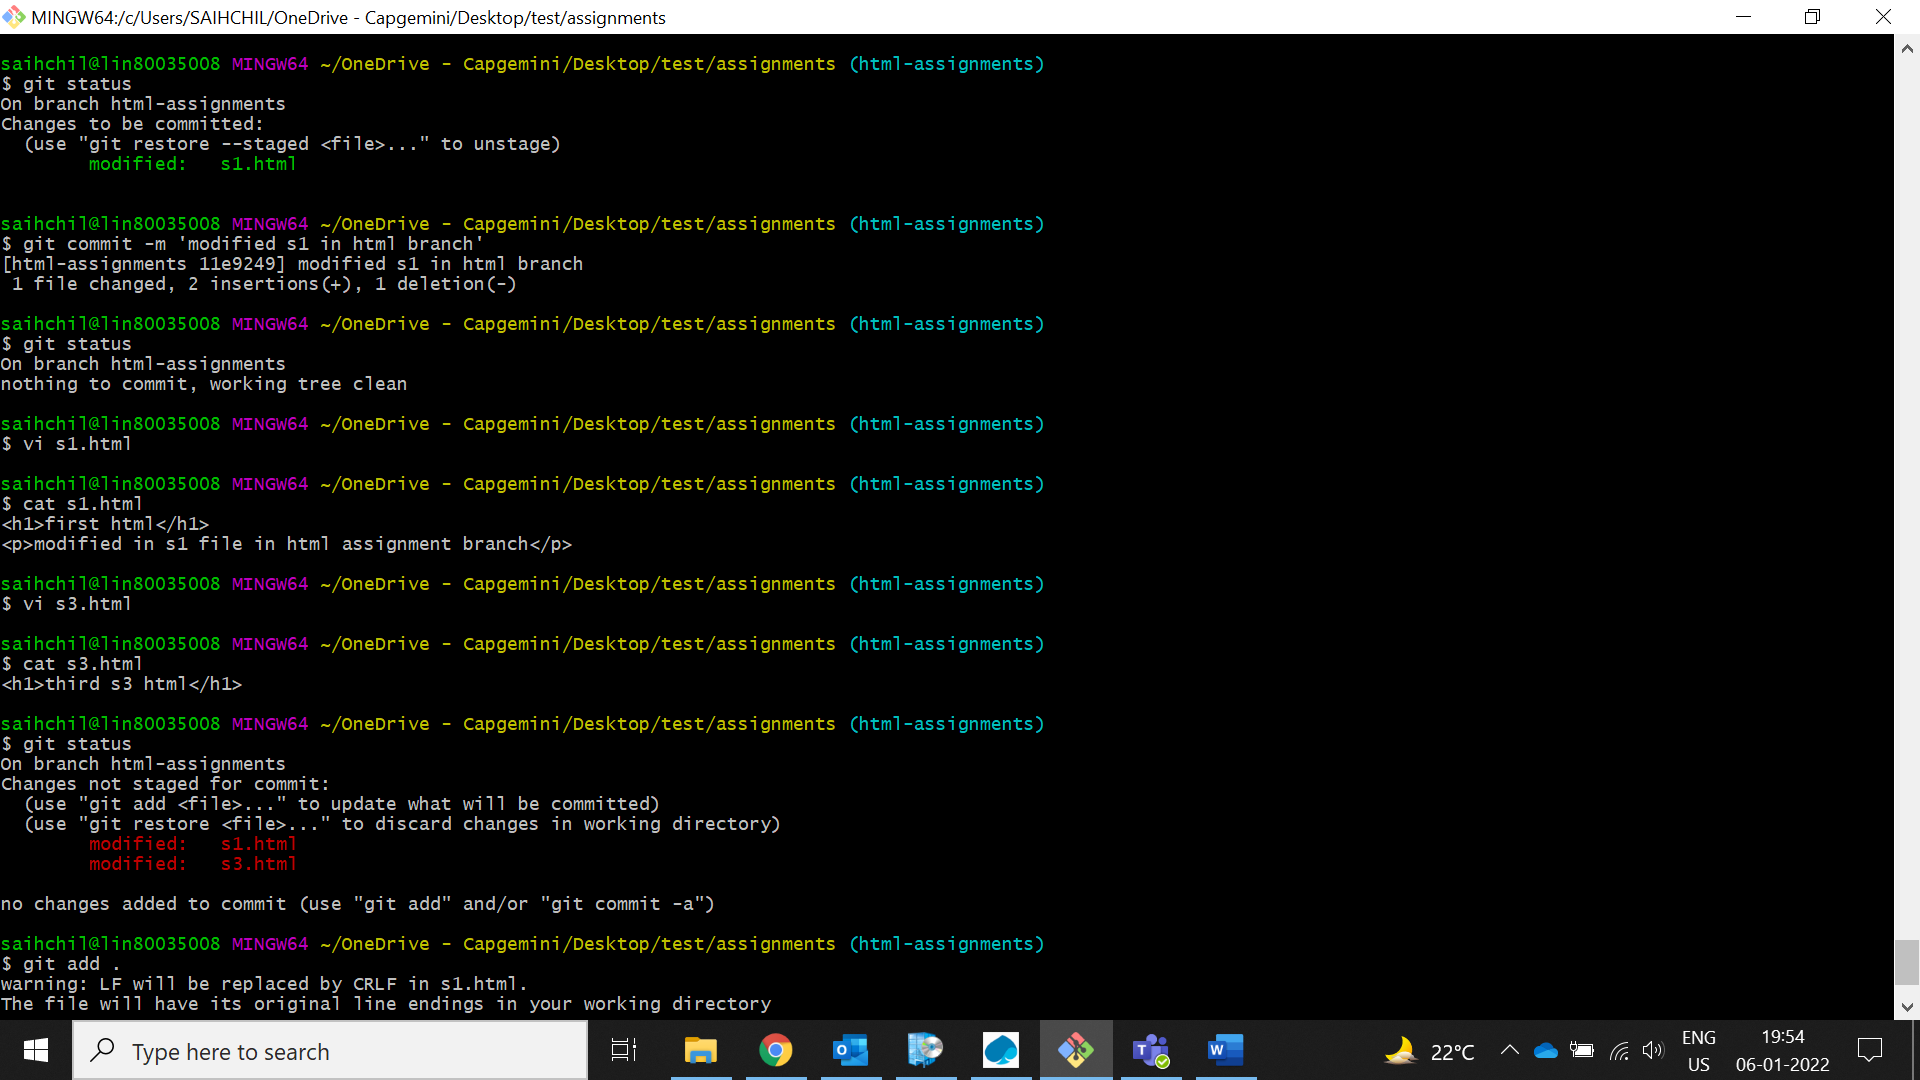 MINGW64:/c/Users/SAIHCHIL/OneDrive - Capgemini/Desktop/test/assignments
saihchil@lin80035008 MINGW64 ~/OneDrive - Capgemini/Desktop/test/assignments (html-assignments)
$ git status
On branch html-assignments
Changes to be committed:
  (use "git restore --staged <file>..." to unstage)
        modified:   s1.html
saihchil@lin80035008 MINGW64 ~/OneDrive - Capgemini/Desktop/test/assignments (html-assignments)
$ git commit -m 'modified s1 in html branch'
[html-assignments 11e9249] modified s1 in html branch
 1 file changed, 2 insertions(+), 1 deletion(-)
saihchil@lin80035008 MINGW64 ~/OneDrive - Capgemini/Desktop/test/assignments (html-assignments)
$ git status
On branch html-assignments
nothing to commit, working tree clean
saihchil@lin80035008 MINGW64 ~/OneDrive - Capgemini/Desktop/test/assignments (html-assignments)
$ vi s1.html
saihchil@lin80035008 MINGW64 ~/OneDrive - Capgemini/Desktop/test/assignments (html-assignments)
$ cat s1.html
<h1>first html</h1>
<p>modified in s1 file in html assignment branch</p>
saihchil@lin80035008 MINGW64 ~/OneDrive - Capgemini/Desktop/test/assignments (html-assignments)
$ vi s3.html
saihchil@lin80035008 MINGW64 ~/OneDrive - Capgemini/Desktop/test/assignments (html-assignments)
$ cat s3.html
<h1>third s3 html</h1>
saihchil@lin80035008 MINGW64 ~/OneDrive - Capgemini/Desktop/test/assignments (html-assignments)
$ git status
On branch html-assignments
Changes not staged for commit:
  (use "git add <file>..." to update what will be committed)
  (use "git restore <file>..." to discard changes in working directory)
        modified:   s1.html
        modified:   s3.html
no changes added to commit (use "git add" and/or "git commit -a")
saihchil@lin80035008 MINGW64 ~/OneDrive - Capgemini/Desktop/test/assignments (html-assignments)
$ git add .
warning: LF will be replaced by CRLF in s1.html.
The file will have its original line endings in your working directory
Type here to search
22°C
ENG
US
19:54
06-01-2022